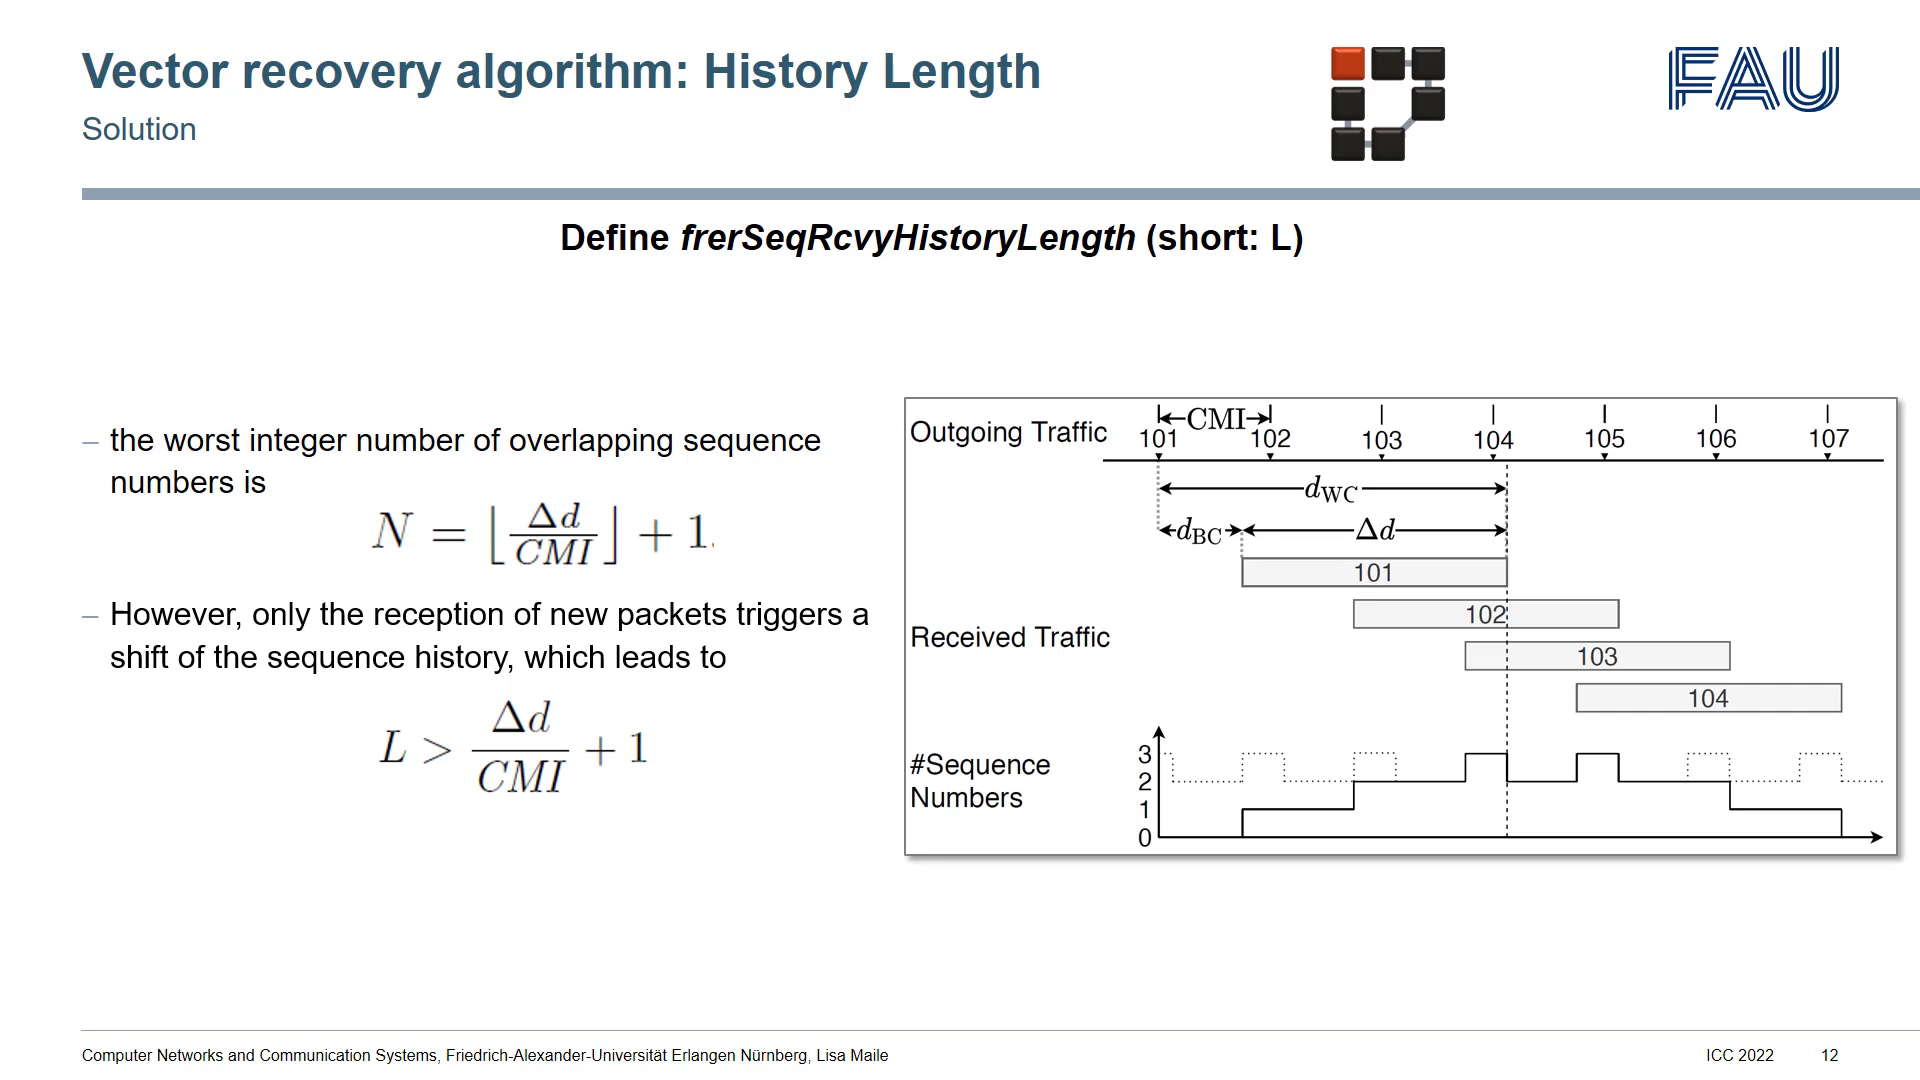 Vector recovery algorithm: History Length
Solution
FAU
Define frerSeqRcvyHistoryLength (short: L)
– the worst integer number of overlapping sequence
numbers is
N = ⌊Δd/CMI⌋ + 1.
– However, only the reception of new packets triggers a
shift of the sequence history, which leads to
L > Δd/CMI + 1
Outgoing Traffic
CMI
101 102 103 104 105 106 107
dWC
dBC Δd
101
102
Received Traffic
103
104
#Sequence
Numbers
3
2
1
0
Computer Networks and Communication Systems, Friedrich-Alexander-Universität Erlangen Nürnberg, Lisa Maile
ICC 2022 12